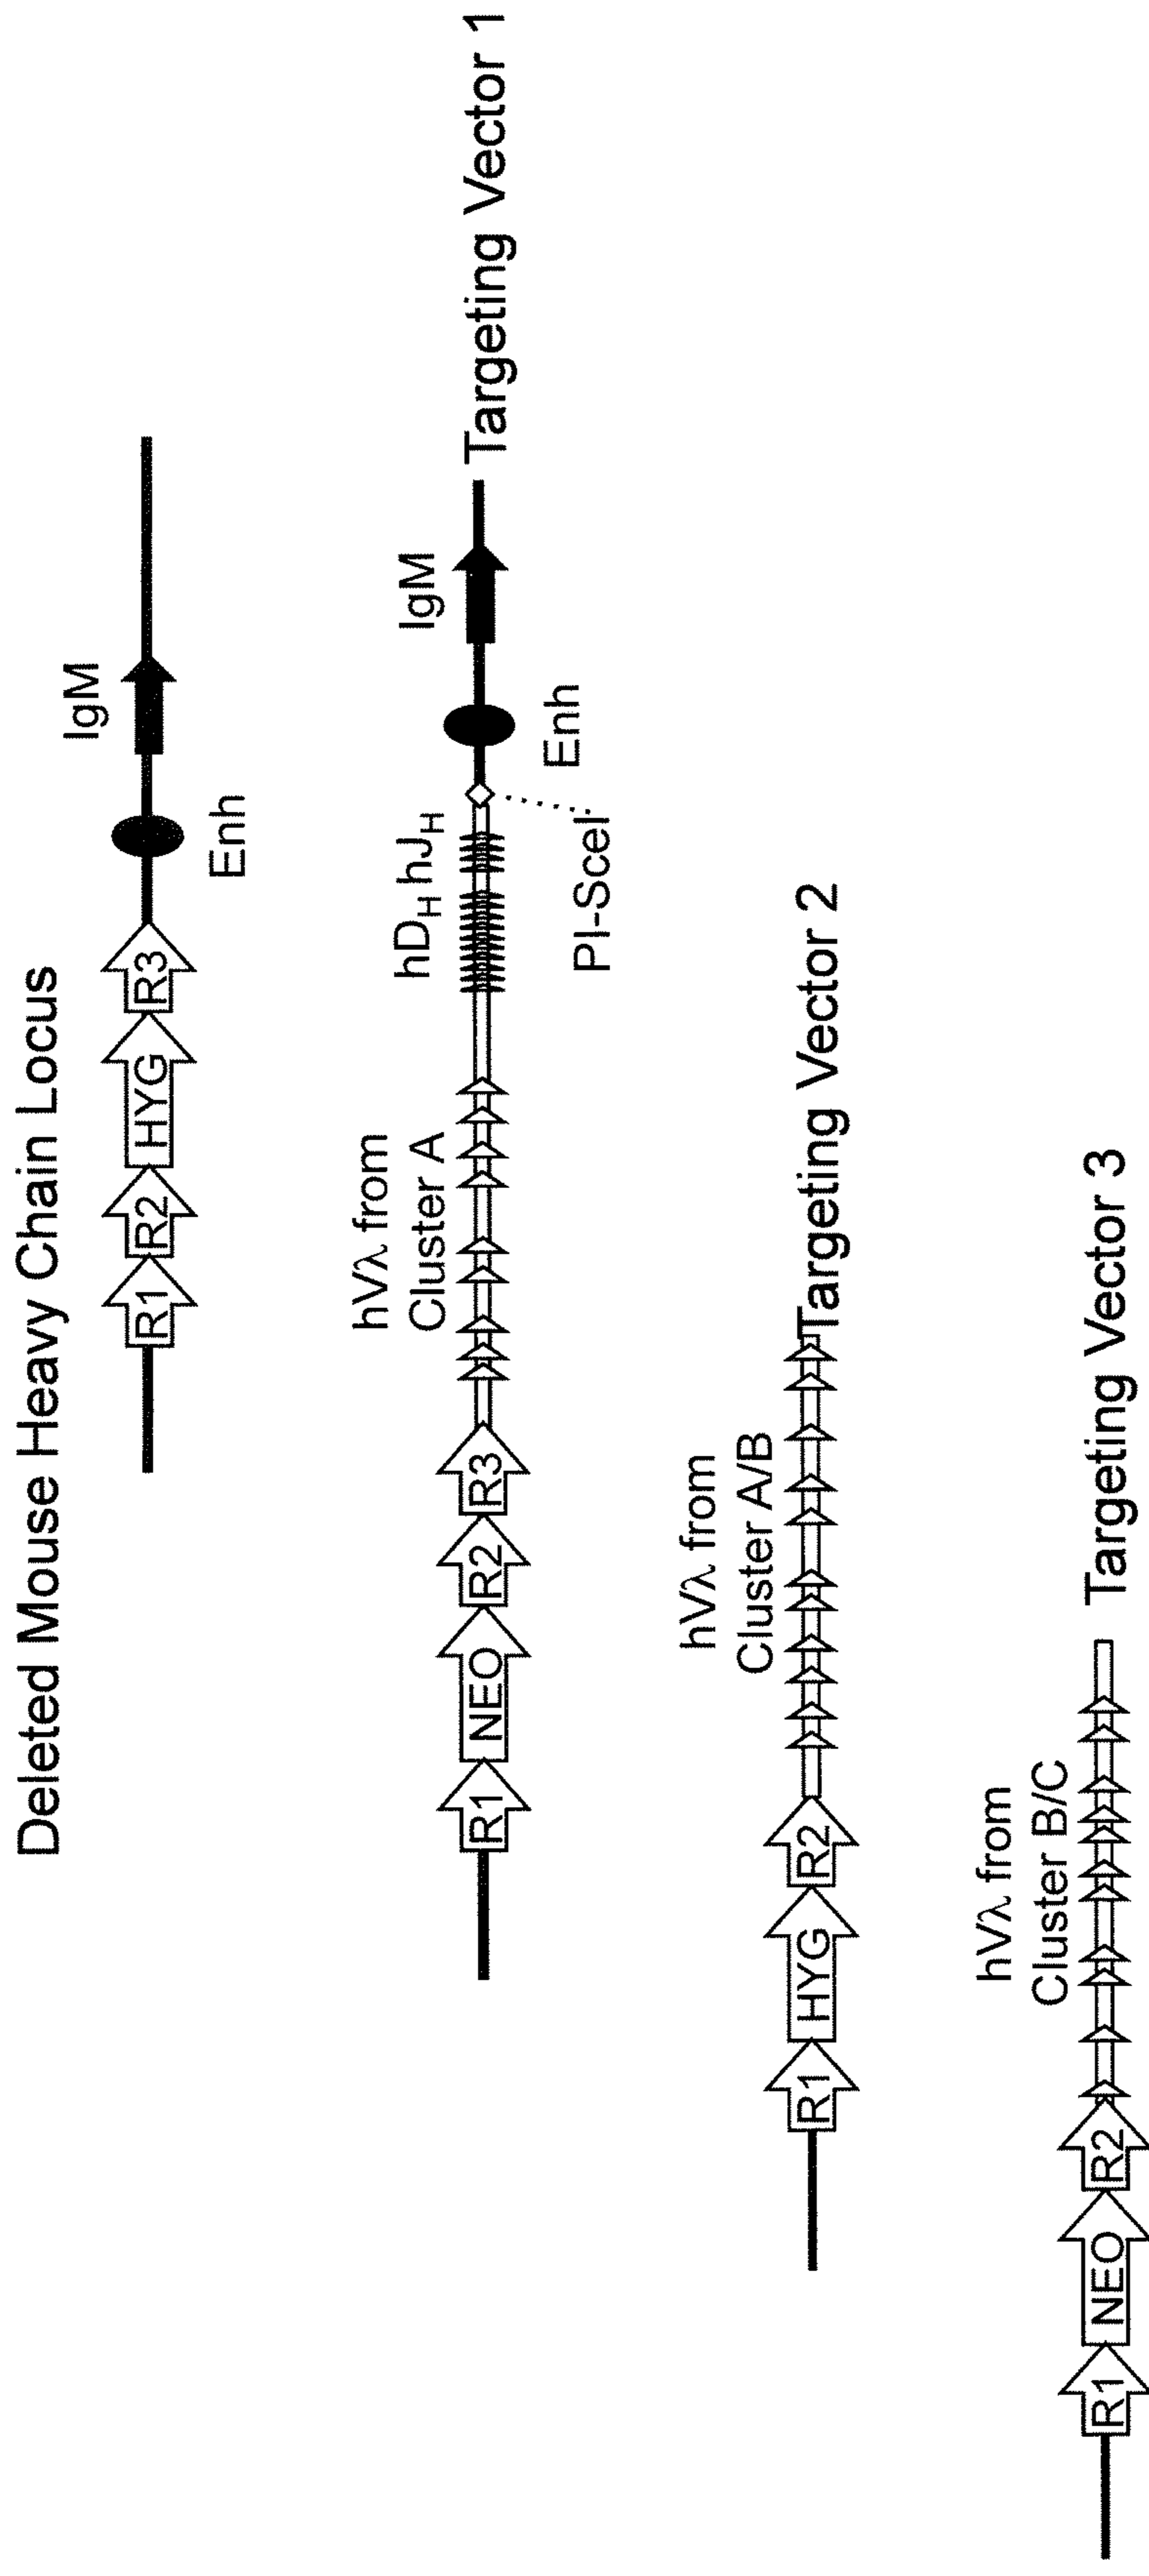 Deleted Mouse Heavy Chain Locus
R1 R2 HYG R3 IgM
Enh
hVλ from
Cluster A
hDH hJH
IgM
R1 NEO R2 R3
Targeting Vector 1
PI-SceI
Enh
hVλ from
Cluster A/B
R1 HYG R2
Targeting Vector 2
hVλ from
Cluster B/C
R1 NEO R2
Targeting Vector 3